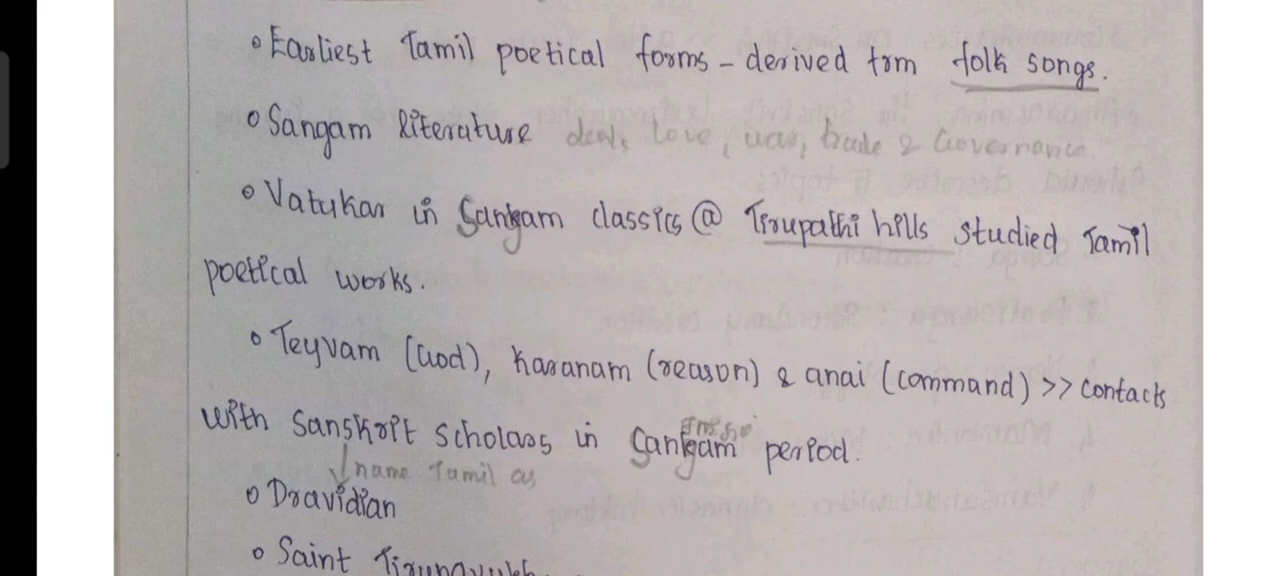 • Earliest Tamil poetical forms - derived from folk songs.
• Sangam literature deals love, war, trade & Governance.
• Vatukar in Sangam classics @ Tirupathi hills studied Tamil
poetical works.
• Teyvam (God), Karanam (reason) & anai (command) >> contacts
with Sanskrit scholars in Sangam period.
↓ name Tamil as
• Dravidian
• Saint